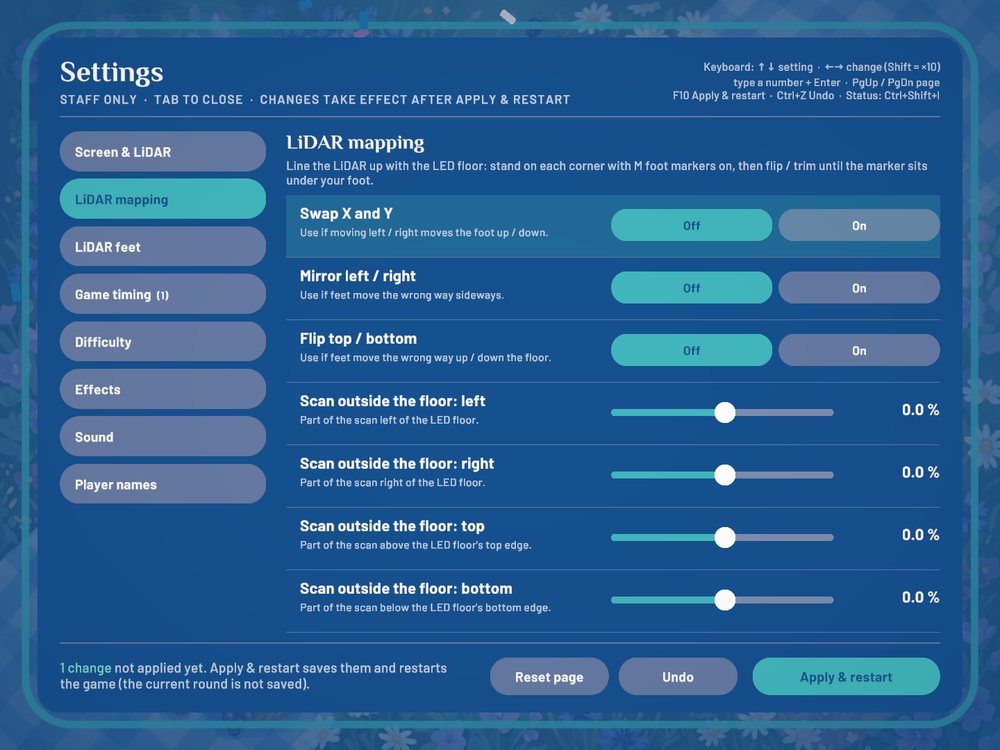 Settings
STAFF ONLY · TAB TO CLOSE · CHANGES TAKE EFFECT AFTER APPLY & RESTART
Keyboard: ↑ ↓ setting · ←→ change (Shift = ×10)
type a number + Enter · PgUp / PgDn page
F10 Apply & restart · Ctrl+Z Undo · Status: Ctrl+Shift+I
Screen & LiDAR
LiDAR mapping
LiDAR feet
Game timing (1)
Difficulty
Effects
Sound
Player names
LiDAR mapping
Line the LiDAR up with the LED floor: stand on each corner with M foot markers on, then flip / trim until the marker sits
under your foot.
Swap X and Y
Use if moving left / right moves the foot up / down.
Off
On
Mirror left / right
Use if feet move the wrong way sideways.
Off
On
Flip top / bottom
Use if feet move the wrong way up / down the floor.
Off
On
Scan outside the floor: left
Part of the scan left of the LED floor.
0.0 %
Scan outside the floor: right
Part of the scan right of the LED floor.
0.0 %
Scan outside the floor: top
Part of the scan above the LED floor's top edge.
0.0 %
Scan outside the floor: bottom
Part of the scan below the LED floor's bottom edge.
0.0 %
1 change not applied yet. Apply & restart saves them and restarts
the game (the current round is not saved).
Reset page
Undo
Apply & restart